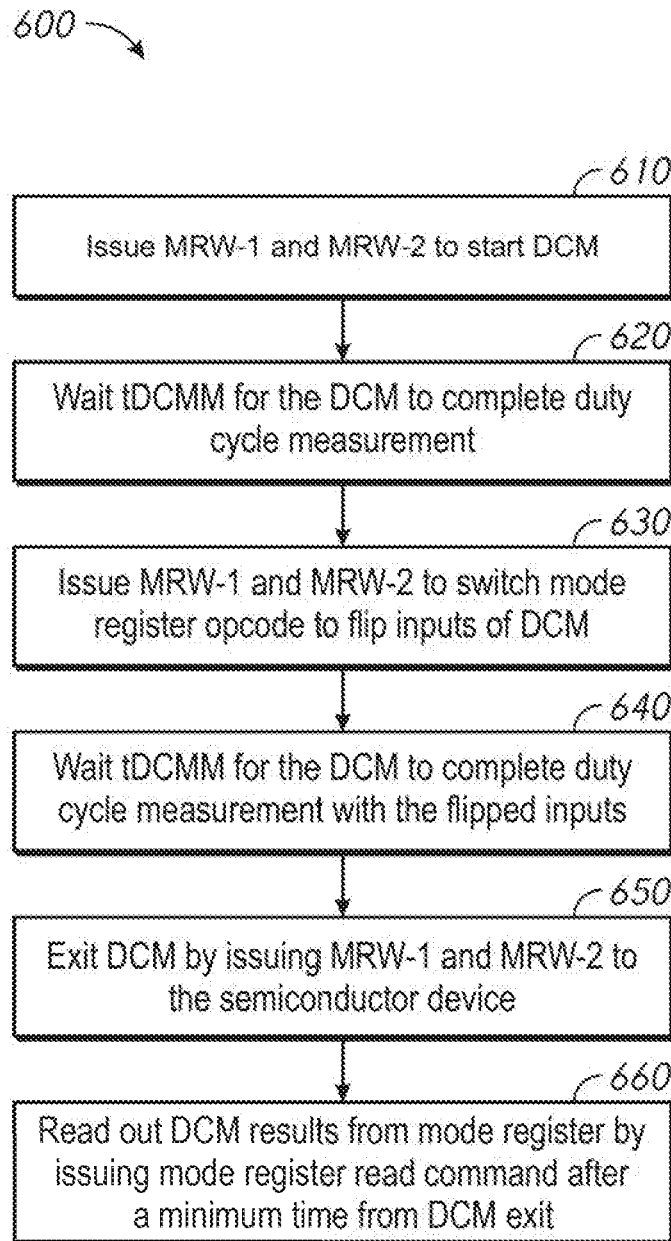 600
610
Issue MRW-1 and MRW-2 to start DCM
620
Wait tDCMM for the DCM to complete duty
cycle measurement
630
Issue MRW-1 and MRW-2 to switch mode
register opcode to flip inputs of DCM
640
Wait tDCMM for the DCM to complete duty
cycle measurement with the flipped inputs
650
Exit DCM by issuing MRW-1 and MRW-2 to
the semiconductor device
660
Read out DCM results from mode register by
issuing mode register read command after
a minimum time from DCM exit